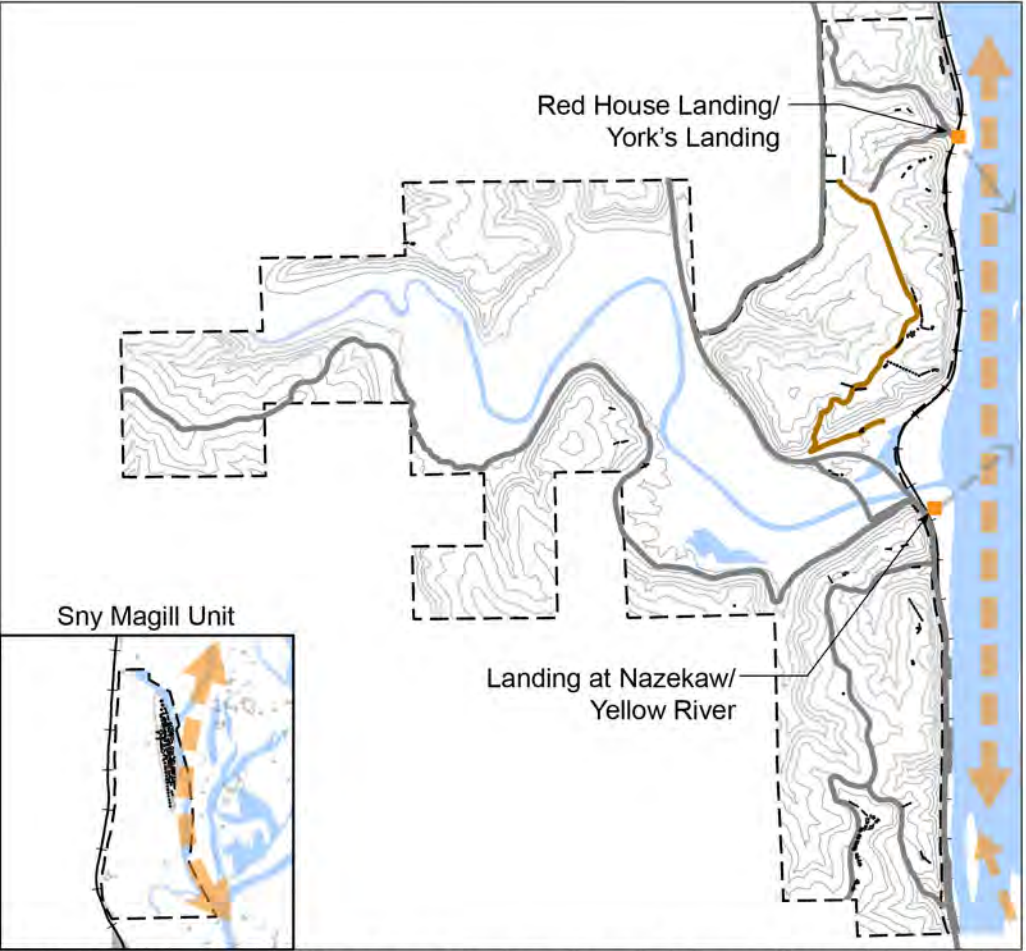 Red House Landing/
York's Landing
Sny Magill Unit
Landing at Nazekaw/
Yellow River